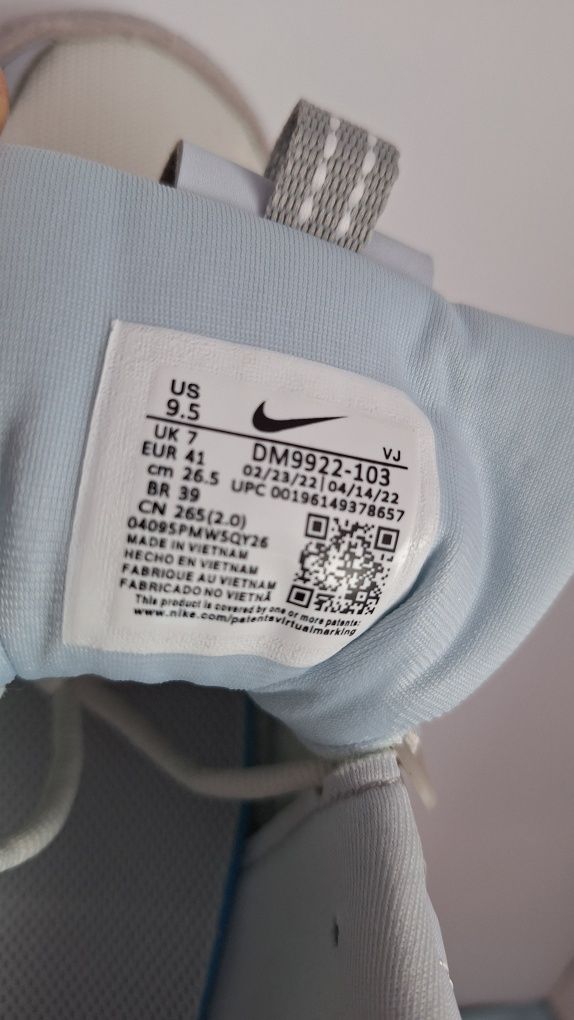 US
9.5
VJ
UK 7
DM9922-103
EUR 41
02/23/22 | 04/14/22
cm 26.5
UPC 00196149378657
BR 39
CN 265(2.0)
04095PMW5QY26
MADE IN VIETNAM
HECHO EN VIETNAM
FABRIQUE AU VIETNAM
FABRICADO NO VIETNÃ
This product is covered by one or more patents:
www.nike.com/patentsvirtualmarking